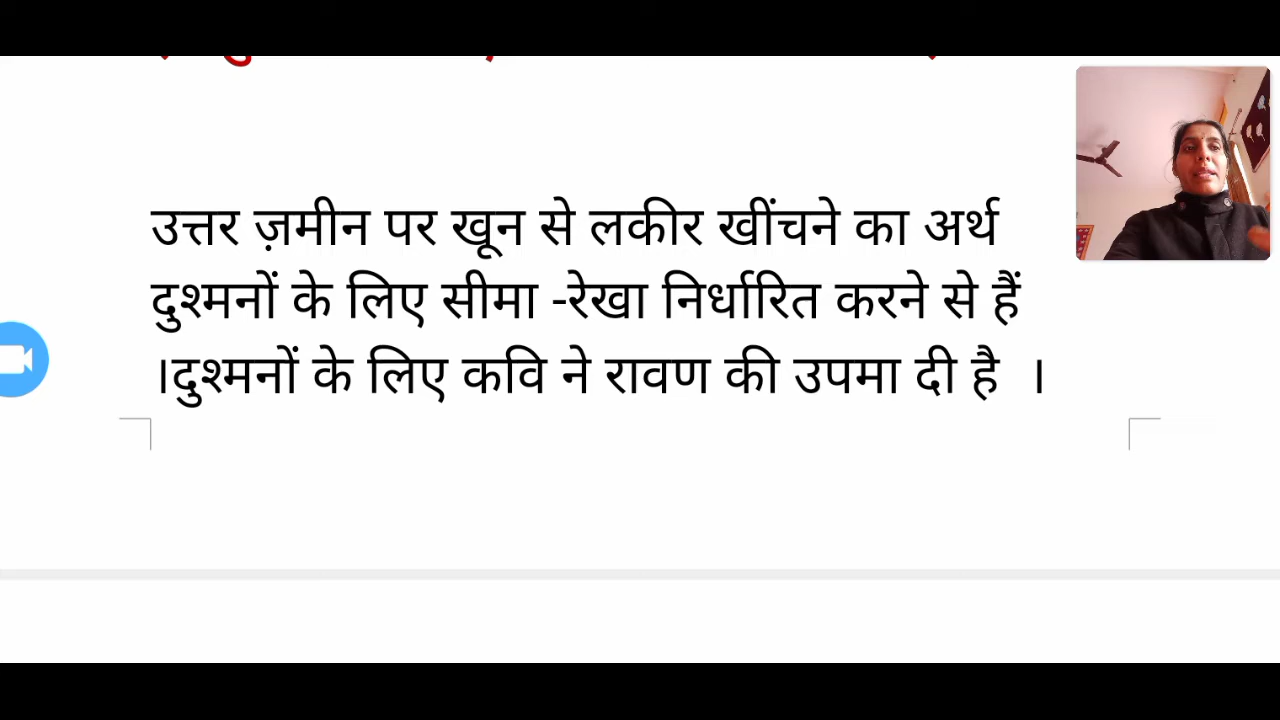 उत्तर ज़मीन पर खून से लकीर खींचने का अर्थ
दुश्मनों के लिए सीमा -रेखा निर्धारित करने से हैं
।दुश्मनों के लिए कवि ने रावण की उपमा दी है ।